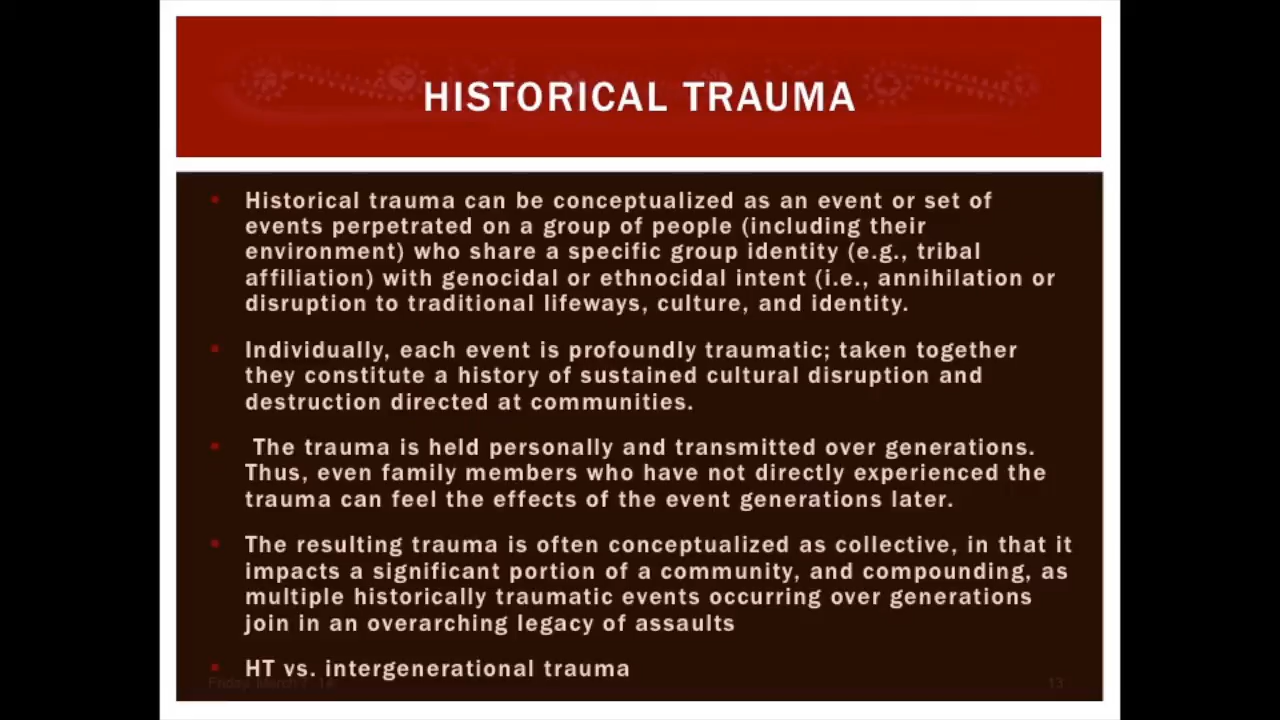 HISTORICAL TRAUMA
Historical trauma can be conceptualized as an event or set of
events perpetrated on a group of people (including their
environment) who share a specific group identity (e.g., tribal
affiliation) with genocidal or ethnocidal intent (i.e., annihilation or
disruption to traditional lifeways, culture, and identity.
Individually, each event is profoundly traumatic; taken together
they constitute a history of sustained cultural disruption and
destruction directed at communities.
The trauma is held personally and transmitted over generations.
Thus, even family members who have not directly experienced the
trauma can feel the effects of the event generations later.
The resulting trauma is often conceptualized as collective, in that it
impacts a significant portion of a community, and compounding, as
multiple historically traumatic events occurring over generations
join in an overarching legacy of assaults
HT vs. intergenerational trauma
Friday, March
13